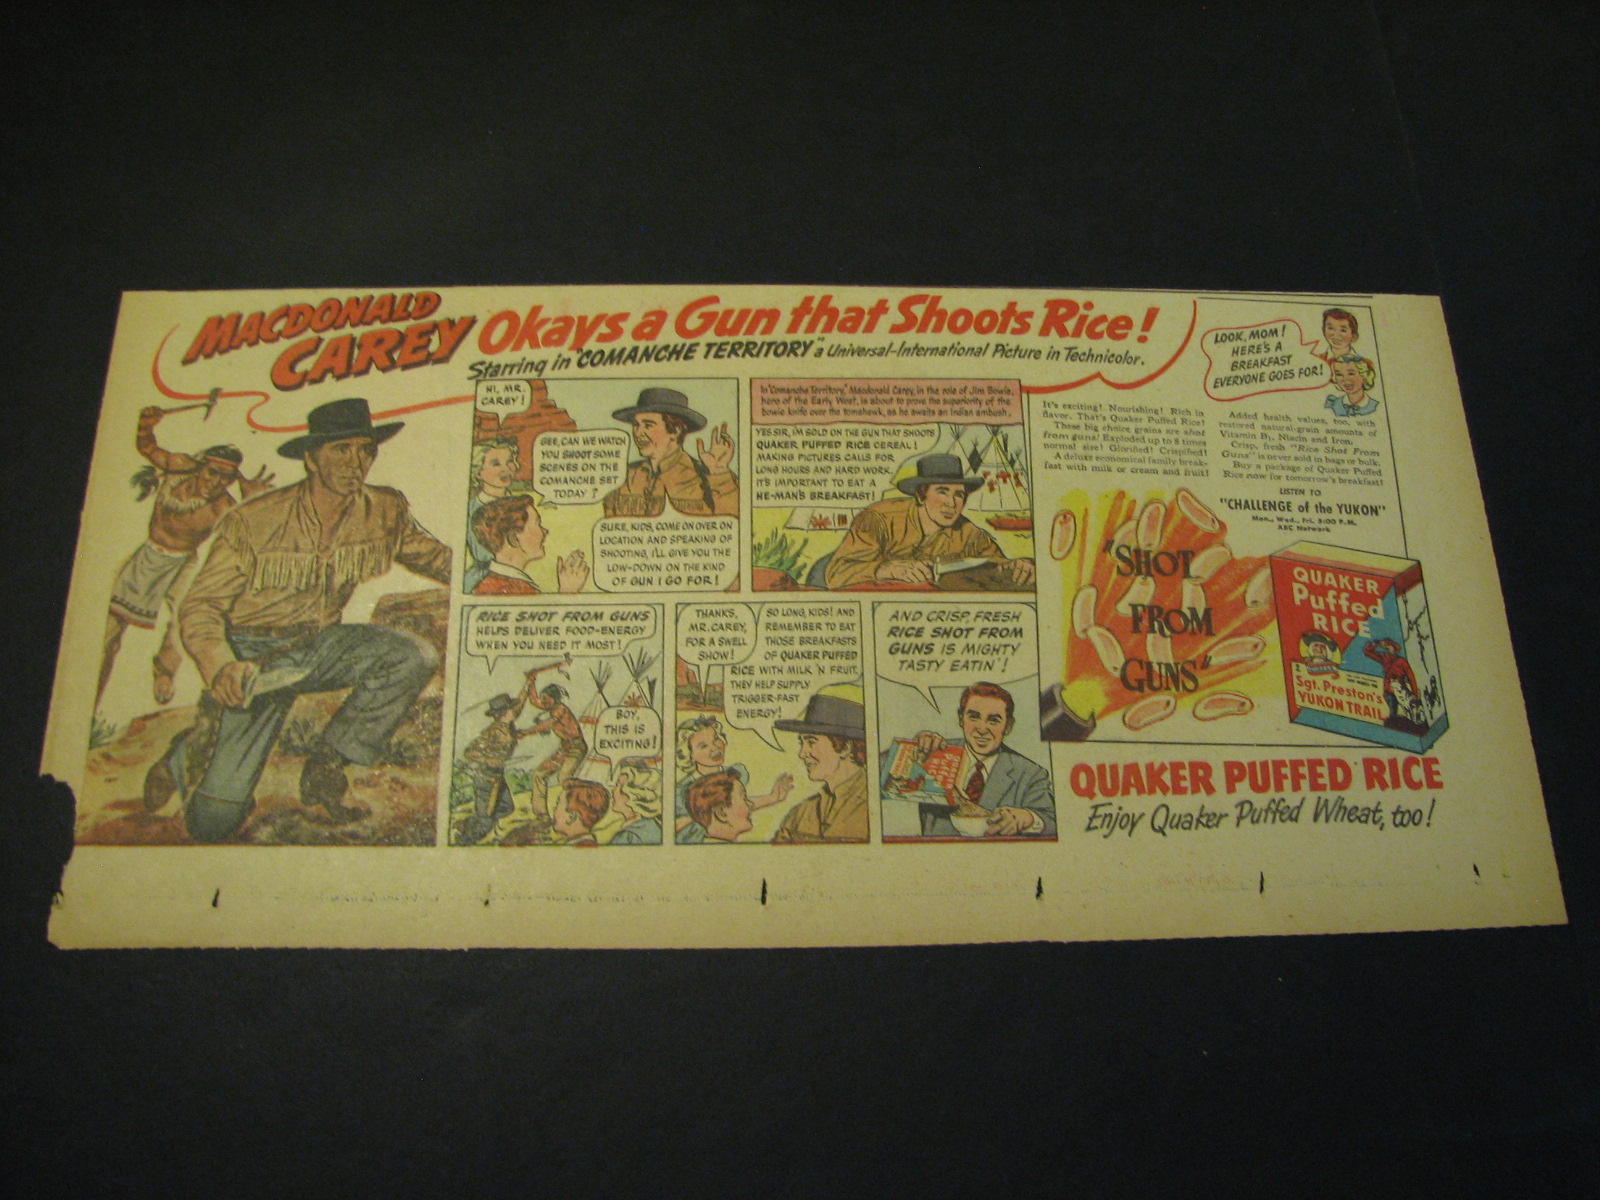 MACDONALD
CAREY
Okays a Gun that Shoots Rice!
Starring in "COMANCHE TERRITORY" a Universal-International Picture in Technicolor.
HI, MR.
CAREY!
GEE, CAN WE WATCH
YOU SHOOT SOME
SCENES ON THE
COMANCHE SET
TODAY?
SURE, KIDS, COME ON OVER ON
LOCATION AND SPEAKING OF
SHOOTING, I'LL GIVE YOU THE
LOW-DOWN ON THE KIND
OF GUN I GO FOR!
In "Comanche Territory," Macdonald Carey, in the role of Jim Bowie,
hero of the Early West, is about to prove the superiority of the
bowie knife over the tomahawk, as he awaits an Indian ambush.
YES SIR, I'M SOLD ON THE GUN THAT SHOOTS
QUAKER PUFFED RICE CEREAL!
MAKING PICTURES CALLS FOR
LONG HOURS AND HARD WORK.
IT'S IMPORTANT TO EAT A
HE-MAN'S BREAKFAST!
RICE SHOT FROM GUNS
HELPS DELIVER FOOD-ENERGY
WHEN YOU NEED IT MOST!
BOY,
THIS IS
EXCITING!
THANKS,
MR. CAREY,
FOR A SWELL
SHOW!
SO LONG, KIDS! AND
REMEMBER TO EAT
THOSE BREAKFASTS
OF QUAKER PUFFED
RICE WITH MILK 'N FRUIT.
THEY HELP SUPPLY
TRIGGER-FAST
ENERGY!
AND CRISP, FRESH
RICE SHOT FROM
GUNS IS MIGHTY
TASTY EATIN'!
LOOK, MOM!
HERE'S A
BREAKFAST
EVERYONE GOES FOR!
It's exciting! Nourishing! Rich in
flavor. That's Quaker Puffed Rice!
These big choice grains are shot
from guns! Exploded up to 8 times
normal size! Glorified! Crispified!
A deluxe economical family break-
fast with milk or cream and fruit!
Added health values, too, with
restored natural-grain amounts of
Vitamin B1, Niacin and Iron.
Crisp, fresh "Rice Shot From
Guns" is never sold in bags or bulk.
Buy a package of Quaker Puffed
Rice now for tomorrow's breakfast!
LISTEN TO
"CHALLENGE of the YUKON"
Mon., Wed., Fri. 5:00 P.M.
ABC Network
"SHOT
FROM
GUNS"
QUAKER
Puffed
RICE
Sgt. Preston's
YUKON TRAIL
QUAKER PUFFED RICE
Enjoy Quaker Puffed Wheat, too!